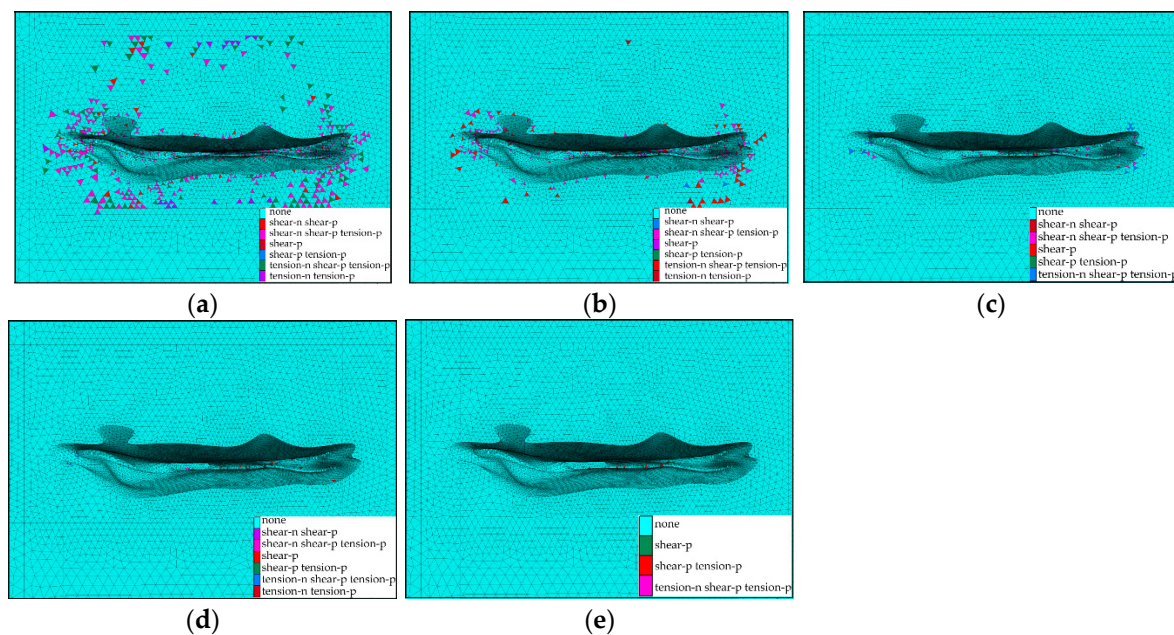 none
shear-n shear-p
shear-n shear-p tension-p
shear-p
shear-p tension-p
tension-n shear-p tension-p
tension-n tension-p
(a)
none
shear-n shear-p
shear-n shear-p tension-p
shear-p
shear-p tension-p
tension-n shear-p tension-p
tension-n tension-p
(b)
none
shear-n shear-p
shear-n shear-p tension-p
shear-p
shear-p tension-p
tension-n shear-p tension-p
(c)
none
shear-n shear-p
shear-n shear-p tension-p
shear-p
shear-p tension-p
tension-n shear-p tension-p
tension-n tension-p
(d)
none
shear-p
shear-p tension-p
tension-n shear-p tension-p
(e)